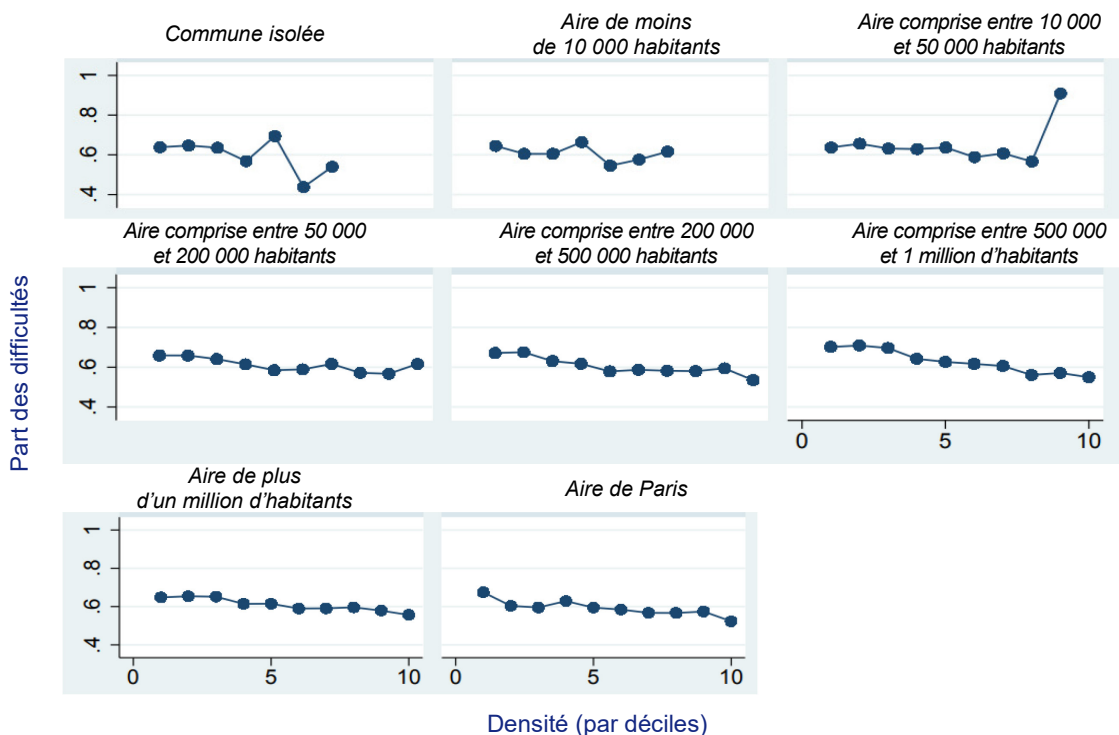 Commune isolée
Aire de moins
de 10 000 habitants
Aire comprise entre 10 000
et 50 000 habitants
1
.8
.6
.4
Aire comprise entre 50 000
et 200 000 habitants
Aire comprise entre 200 000
et 500 000 habitants
Aire comprise entre 500 000
et 1 million d'habitants
Part des difficultés
1
.8
.6
.4
0 5 10
Aire de plus
d'un million d'habitants
Aire de Paris
1
.8
.6
.4
0 5 10
0 5 10
Densité (par déciles)